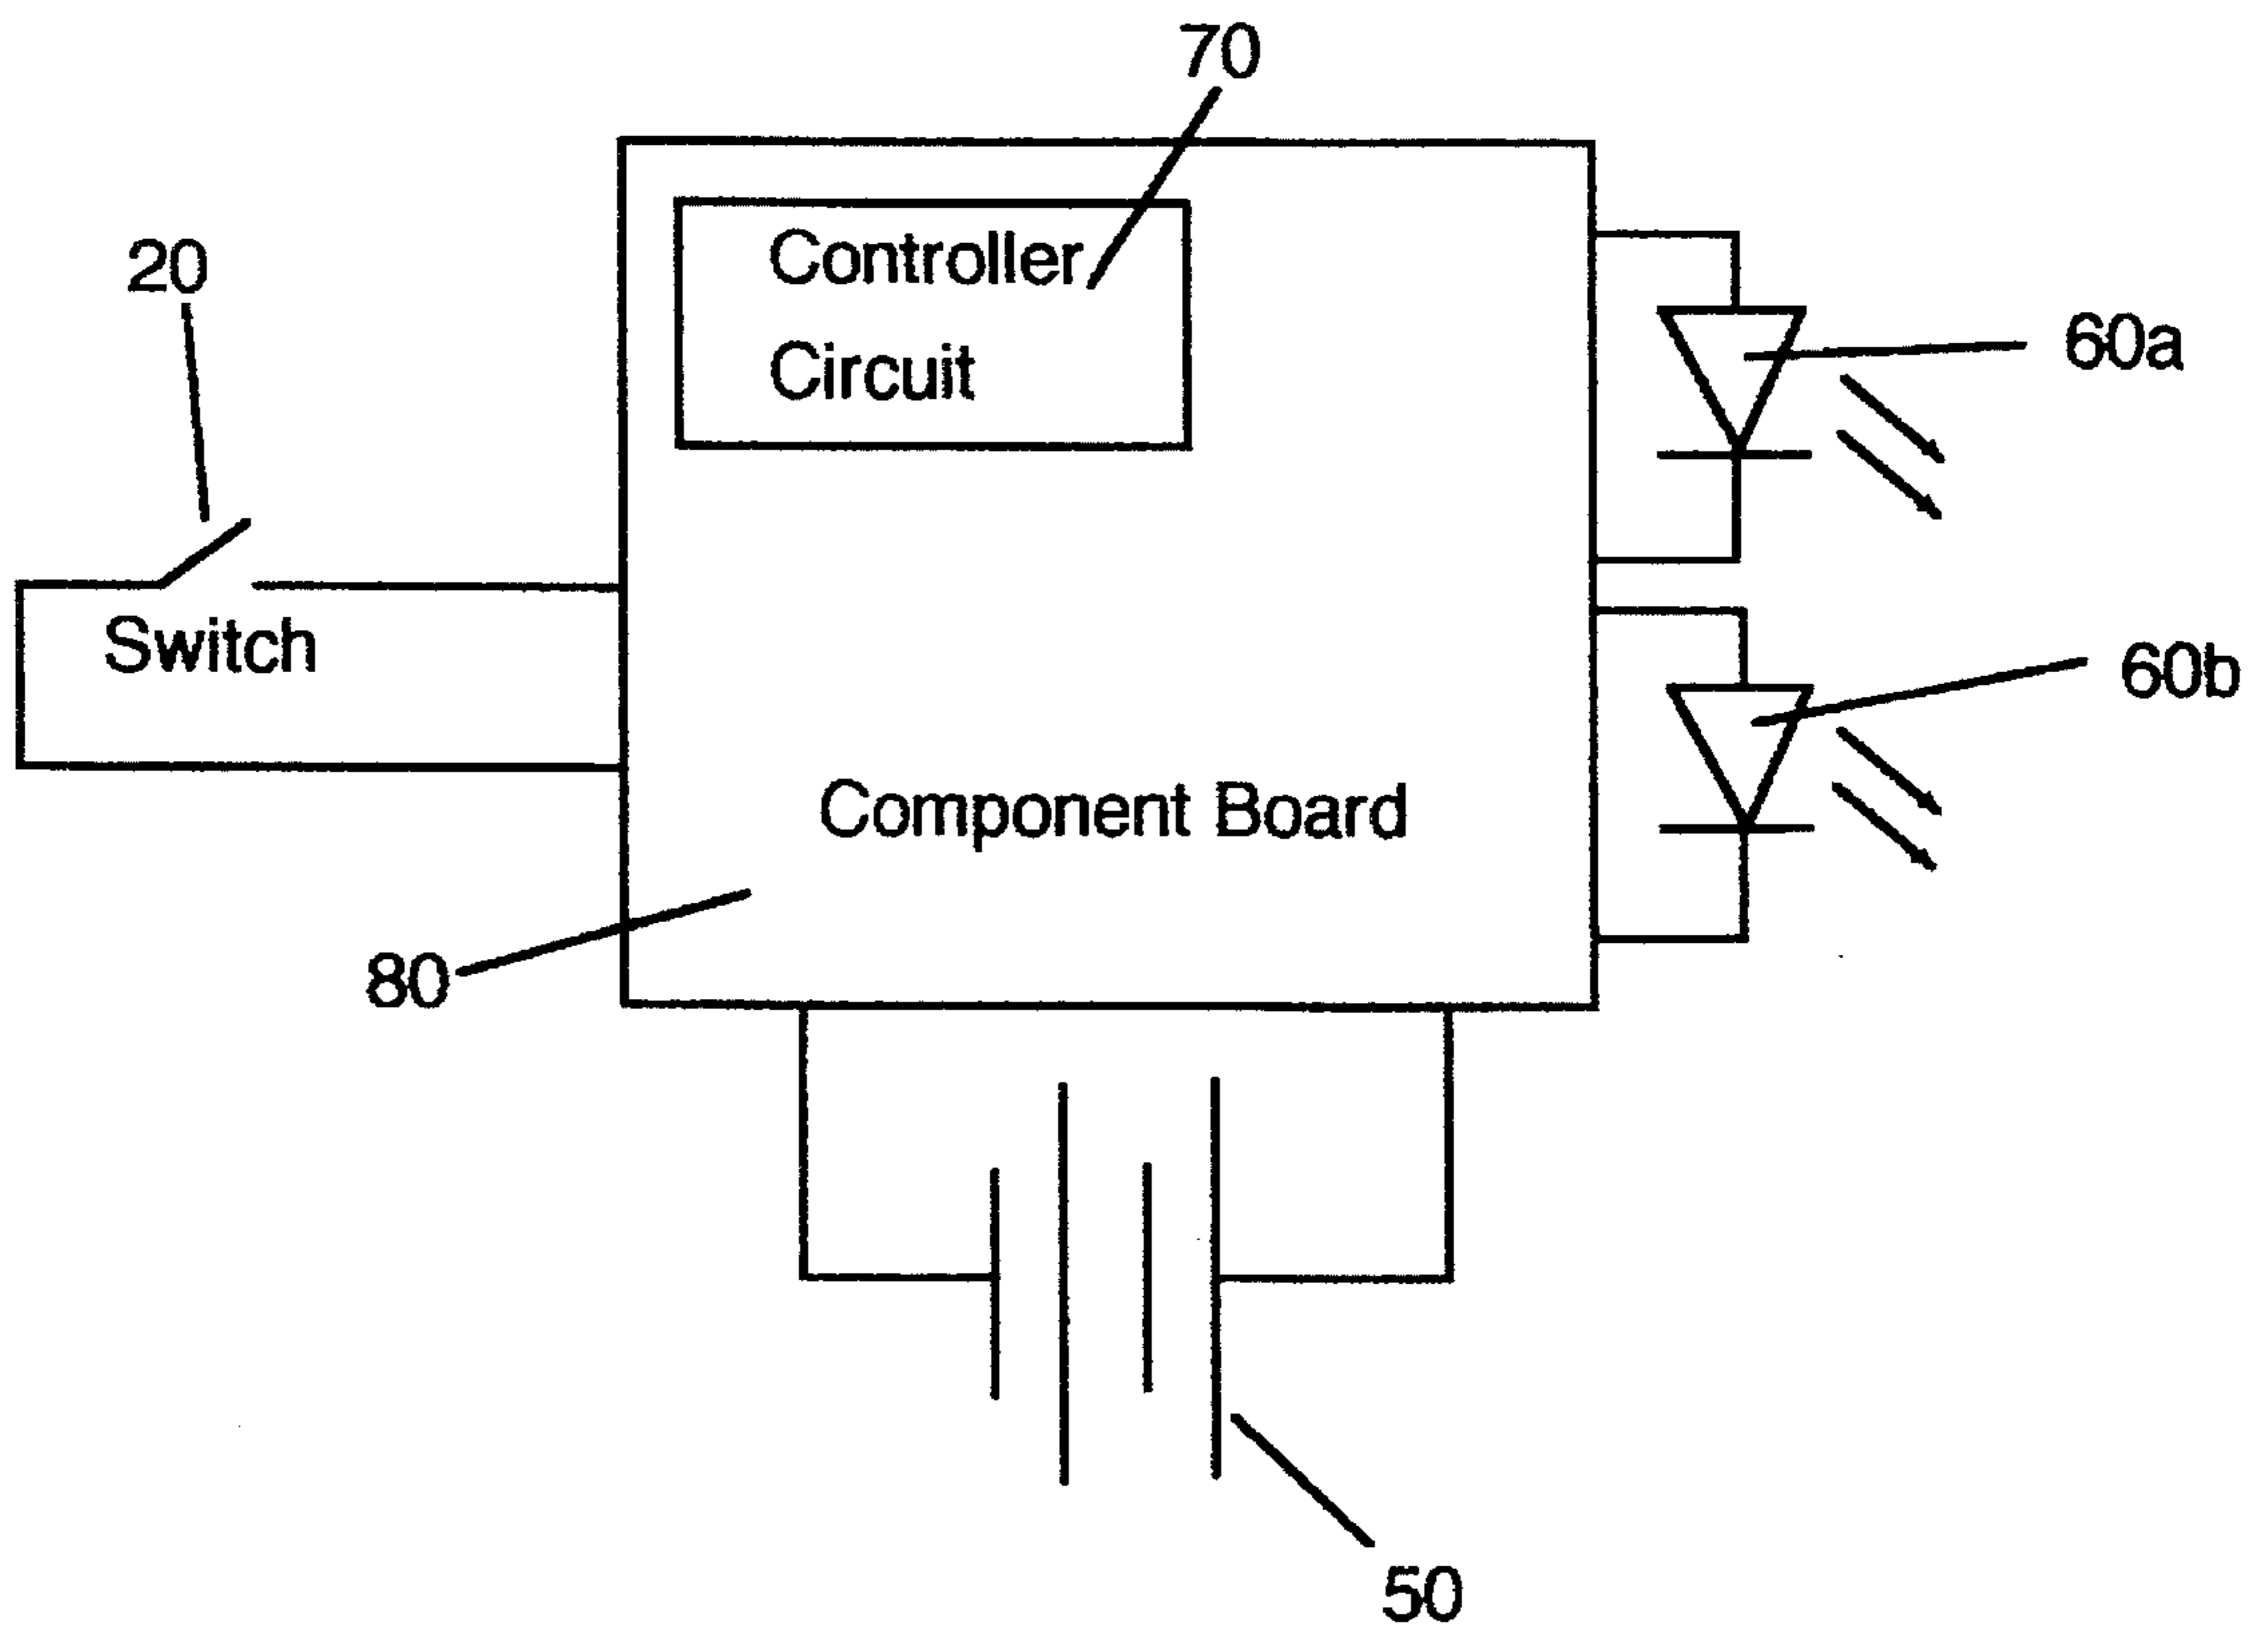 70
Controller
Circuit
20
60a
Switch
60b
Component Board
80
50